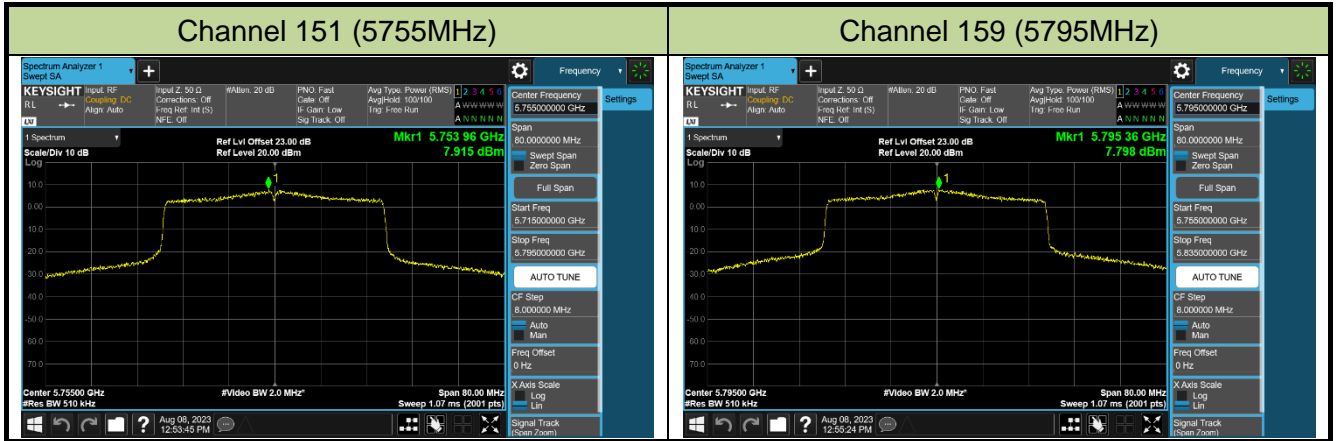 Channel 151 (5755MHz)
Spectrum Analyzer 1
Swept SA
+
Frequency
KEYSIGHT
RL
LXI
Input: RF
Coupling: DC
Align: Auto
Input Z: 50 Ω
Corrections: Off
Freq Ref: Int (S)
NFE: Off
#Atten: 20 dB
PNO: Fast
Gate: Off
IF Gain: Low
Sig Track: Off
Avg Type: Power (RMS)
Avg|Hold: 100/100
Trig: Free Run
1 2 3 4 5 6
A W W W W W
A N N N N N
Center Frequency
5.755000000 GHz
Settings
1 Spectrum
Scale/Div 10 dB
Log
Ref Lvl Offset 23.00 dB
Ref Level 20.00 dBm
Mkr1 5.753 96 GHz
7.915 dBm
Span
80.0000000 MHz
Swept Span
Zero Span
Full Span
Start Freq
5.715000000 GHz
Stop Freq
5.795000000 GHz
AUTO TUNE
CF Step
8.000000 MHz
Auto
Man
Freq Offset
0 Hz
X Axis Scale
Log
Lin
Signal Track
(Span Zoom)
1
10.0
0.00
-10.0
-20.0
-30.0
-40.0
-50.0
-60.0
-70.0
Center 5.75500 GHz
#Res BW 510 kHz
#Video BW 2.0 MHz*
Span 80.00 MHz
Sweep 1.07 ms (2001 pts)
?
Aug 08, 2023
12:53:45 PM
Channel 159 (5795MHz)
Spectrum Analyzer 1
Swept SA
+
Frequency
KEYSIGHT
RL
LXI
Input: RF
Coupling: DC
Align: Auto
Input Z: 50 Ω
Corrections: Off
Freq Ref: Int (S)
NFE: Off
#Atten: 20 dB
PNO: Fast
Gate: Off
IF Gain: Low
Sig Track: Off
Avg Type: Power (RMS)
Avg|Hold: 100/100
Trig: Free Run
1 2 3 4 5 6
A W W W W W
A N N N N N
Center Frequency
5.795000000 GHz
Settings
1 Spectrum
Scale/Div 10 dB
Log
Ref Lvl Offset 23.00 dB
Ref Level 20.00 dBm
Mkr1 5.795 36 GHz
7.798 dBm
Span
80.0000000 MHz
Swept Span
Zero Span
Full Span
Start Freq
5.755000000 GHz
Stop Freq
5.835000000 GHz
AUTO TUNE
CF Step
8.000000 MHz
Auto
Man
Freq Offset
0 Hz
X Axis Scale
Log
Lin
Signal Track
(Span Zoom)
1
10.0
0.00
-10.0
-20.0
-30.0
-40.0
-50.0
-60.0
-70.0
Center 5.79500 GHz
#Res BW 510 kHz
#Video BW 2.0 MHz*
Span 80.00 MHz
Sweep 1.07 ms (2001 pts)
?
Aug 08, 2023
12:55:24 PM